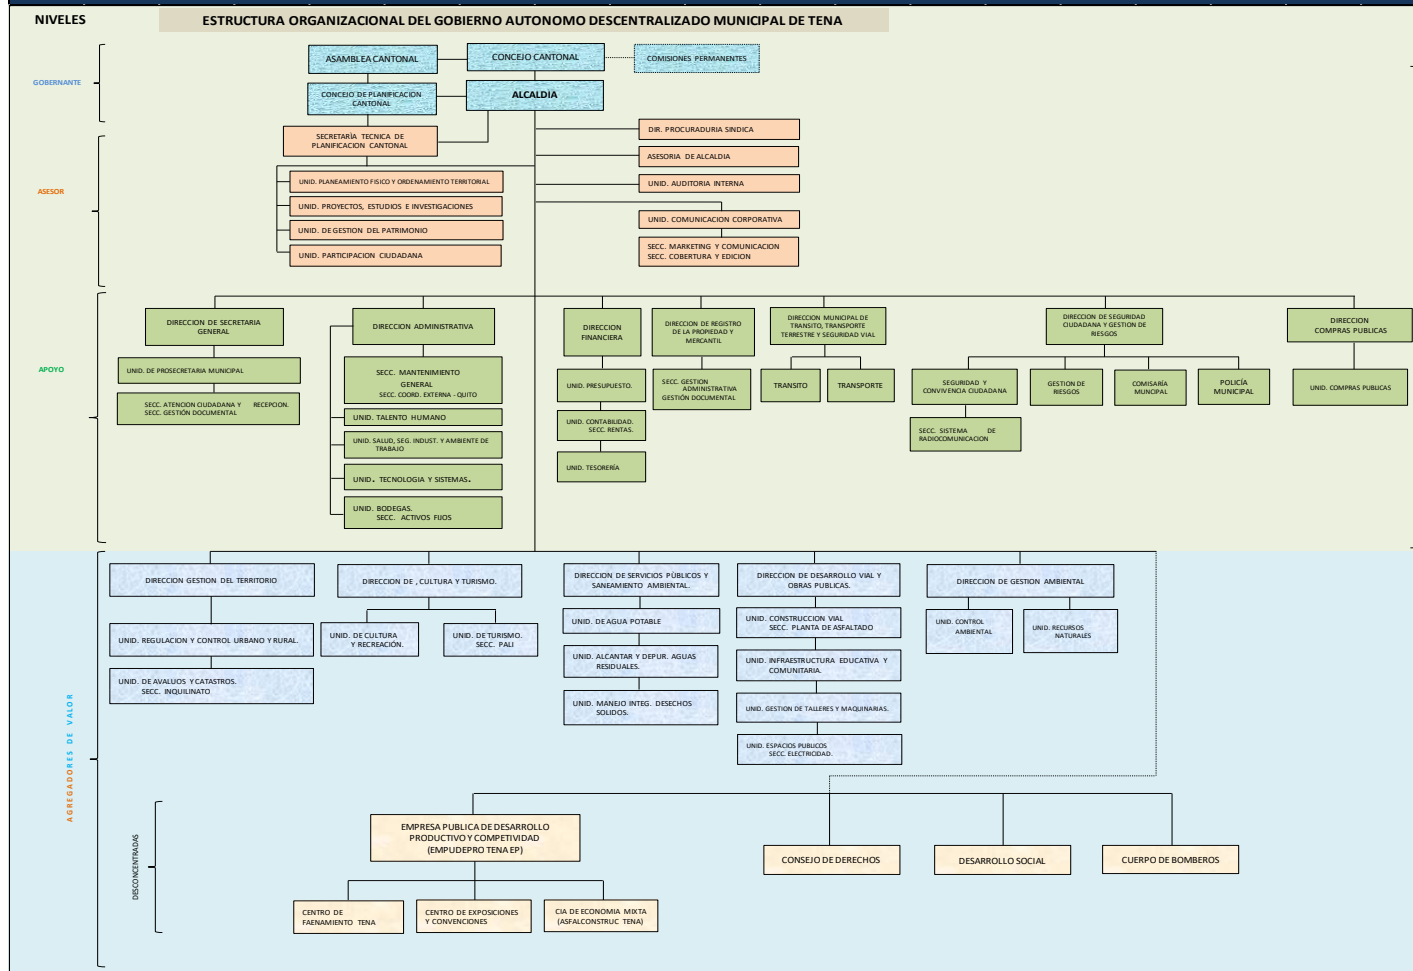 NIVELES
ESTRUCTURA ORGANIZACIONAL DEL GOBIERNO AUTONOMO DESCENTRALIZADO MUNICIPAL DE TENA
GOBERNANTE
ASAMBLEA CANTONAL
CONCEJO CANTONAL
COMISIONES PERMANENTES
CONCEJO DE PLANIFICACION
CANTONAL
ALCALDIA
ASESOR
SECRETARÌA TECNICA DE
PLANIFICACION CANTONAL
UNID. PLANEAMIENTO FISICO Y ORDENAMIENTO TERRITORIAL
UNID. PROYECTOS, ESTUDIOS E INVESTIGACIONES
UNID. DE GESTION DEL PATRIMONIO
UNID. PARTICIPACION CIUDADANA
DIR. PROCURADURIA SINDICA
ASESORIA DE ALCALDIA
UNID. AUDITORIA INTERNA
UNID. COMUNICACION CORPORATIVA
SECC. MARKETING Y COMUNICACION
SECC. COBERTURA Y EDICION
APOYO
DIRECCION DE SECRETARIA
GENERAL
UNID. DE PROSECRETARIA MUNICIPAL
SECC. ATENCION CIUDADANA Y RECEPCION.
SECC. GESTIÓN DOCUMENTAL
DIRECCION ADMINISTRATIVA
SECC. MANTENIMIENTO
GENERAL
SECC. COORD. EXTERNA - QUITO
UNID. TALENTO HUMANO
UNID. SALUD, SEG. INDUST. Y AMBIENTE DE
TRABAJO
UNID. TECNOLOGIA Y SISTEMAS.
UNID. BODEGAS.
SECC. ACTIVOS FIJOS
DIRECCION
FINANCIERA
UNID. PRESUPUESTO.
UNID. CONTABILIDAD.
SECC. RENTAS.
UNID. TESORERÍA
DIRECCION DE REGISTRO
DE LA PROPIEDAD Y
MERCANTIL
SECC. GESTION
ADMINISTRATIVA
GESTIÓN DOCUMENTAL
DIRECCION MUNICIPAL DE
TRANSITO, TRANSPORTE
TERRESTRE Y SEGURIDAD VIAL
TRANSITO
TRANSPORTE
DIRECCION DE SEGURIDAD
CIUDADANA Y GESTION DE
RIESGOS
SEGURIDAD Y
CONVIVENCIA CIUDADANA
SECC. SISTEMA DE
RADIOCOMUNICACION
GESTION DE
RIESGOS
COMISARÍA
MUNCIPAL
POLICÍA
MUNICIPAL
DIRECCION
COMPRAS PUBLICAS
UNID. COMPRAS PUBLICAS
AGREGADORES DE VALOR
DIRECCION GESTION DEL TERRITORIO
UNID. REGULACION Y CONTROL URBANO Y RURAL.
UNID. DE AVALUOS Y CATASTROS.
SECC. INQUILINATO
DIRECCION DE , CULTURA Y TURISMO.
UNID. DE CULTURA
Y RECREACIÓN.
UNID. DE TURISMO.
SECC. PALI
DIRECCION DE SERVICIOS PÙBLICOS Y
SANEAMIENTO AMBIENTAL.
UNID. DE AGUA POTABLE
UNID. ALCANTAR Y DEPUR. AGUAS
RESIDUALES.
UNID. MANEJO INTEG. DESECHOS
SOLIDOS.
DIRECCION DE DESARROLLO VIAL Y
OBRAS PUBLICAS.
UNID. CONSTRUCCION VIAL
SECC. PLANTA DE ASFALTADO
UNID. INFRAESTRUCTURA EDUCATIVA Y
COMUNITARIA.
UNID. GESTION DE TALLERES Y MAQUINARIAS.
UNID. ESPACIOS PUBLICOS
SECC. ELECTRICIDAD.
DIRECCION DE GESTION AMBIENTAL
UNID. CONTROL
AMBIENTAL
UNID. RECURSOS
NATURALES
DESCONCENTRADAS
EMPRESA PUBLICA DE DESARROLLO
PRODUCTIVO Y COMPETIVIDAD
(EMPUDEPRO TENA EP)
CENTRO DE
FAENAMIENTO TENA
CENTRO DE EXPOSICIONES
Y CONVENCIONES
CIA DE ECONOMIA MIXTA
(ASFALCONSTRUC TENA)
CONSEJO DE DERECHOS
DESARROLLO SOCIAL
CUERPO DE BOMBEROS